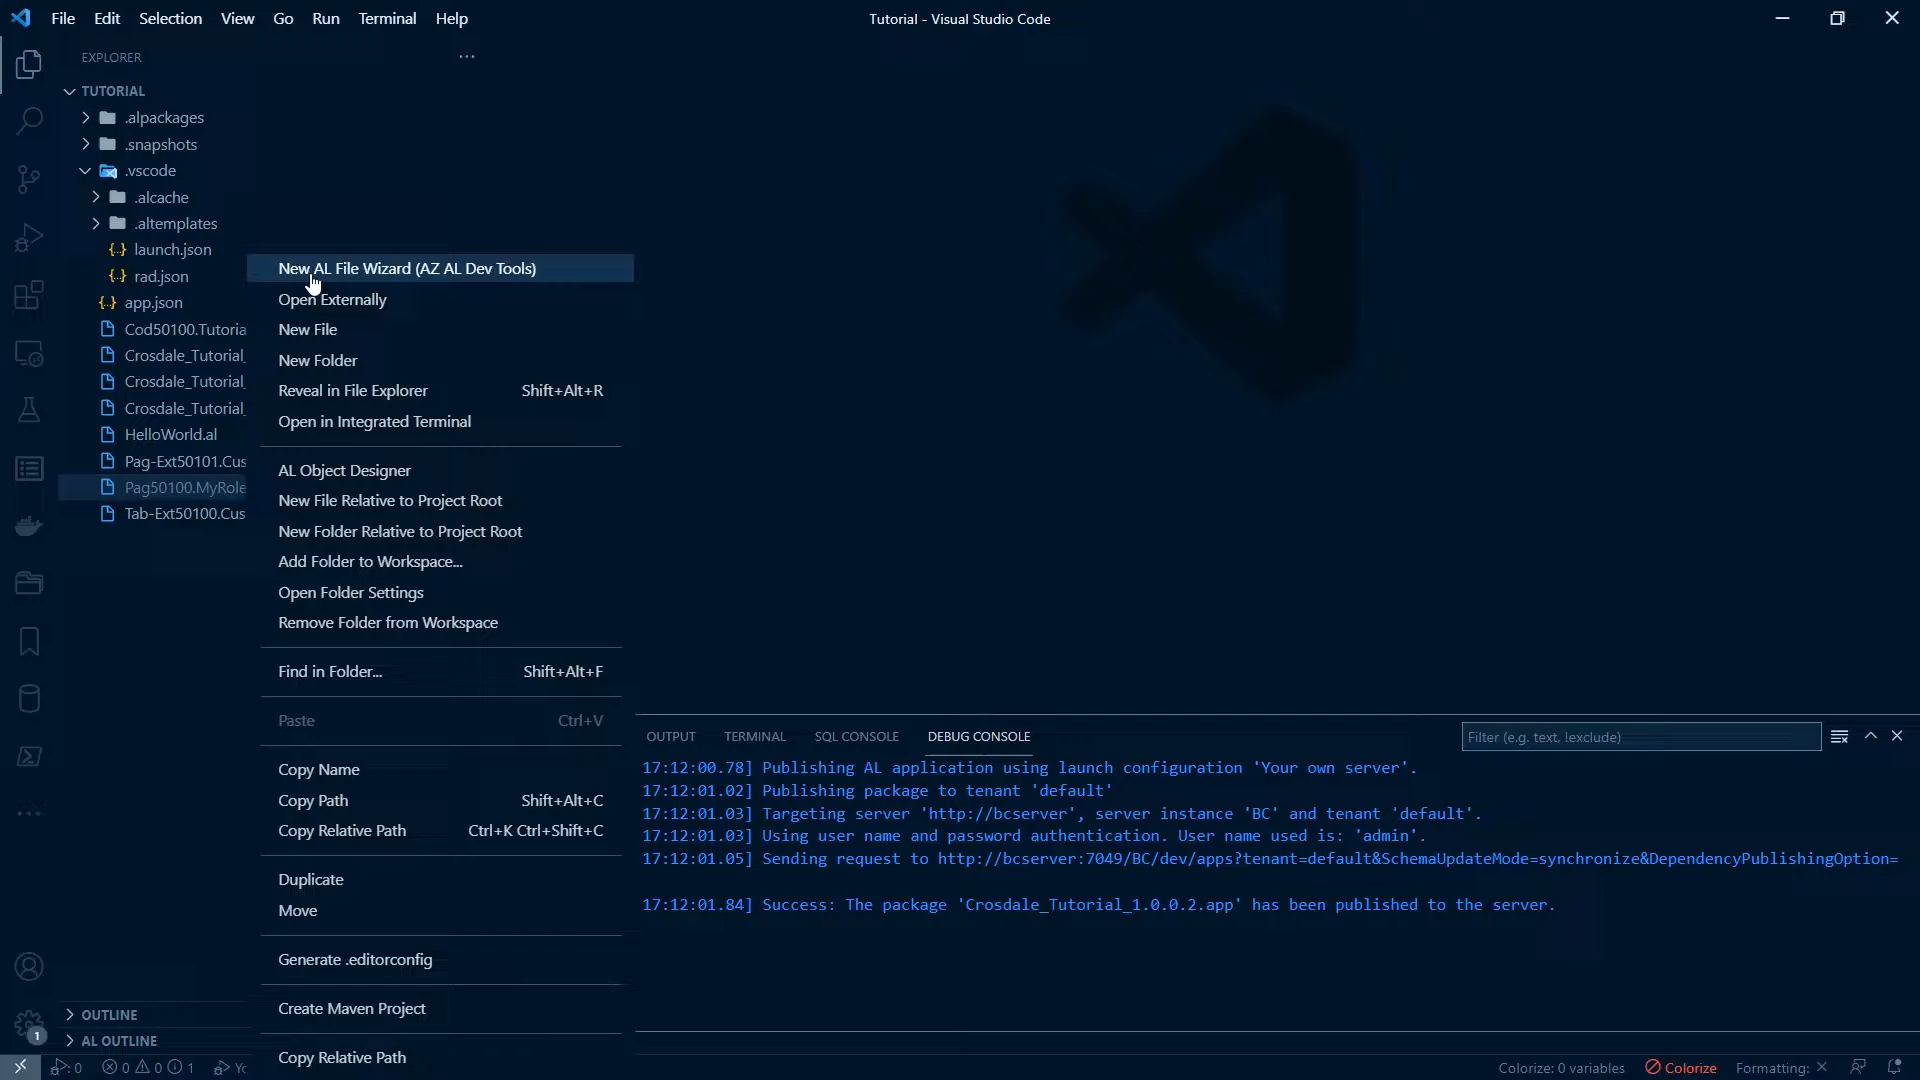 File Edit Selection View Go Run Terminal Help
Tutorial - Visual Studio Code
EXPLORER
TUTORIAL
.alpackages
.snapshots
.vscode
.alcache
.altemplates
launch.json
rad.json
app.json
Cod50100.Tutoria
Crosdale_Tutorial_
Crosdale_Tutorial_
Crosdale_Tutorial_
HelloWorld.al
Pag-Ext50101.Cus
Pag50100.MyRole
Tab-Ext50100.Cus
OUTLINE
AL OUTLINE
New AL File Wizard (AZ AL Dev Tools)
Open Externally
New File
New Folder
Reveal in File Explorer Shift+Alt+R
Open in Integrated Terminal
AL Object Designer
New File Relative to Project Root
New Folder Relative to Project Root
Add Folder to Workspace...
Open Folder Settings
Remove Folder from Workspace
Find in Folder... Shift+Alt+F
Paste Ctrl+V
Copy Name
Copy Path Shift+Alt+C
Copy Relative Path Ctrl+K Ctrl+Shift+C
Duplicate
Move
Generate .editorconfig
Create Maven Project
Copy Relative Path
OUTPUT TERMINAL SQL CONSOLE DEBUG CONSOLE
Filter (e.g. text, !exclude)
17:12:00.78] Publishing AL application using launch configuration 'Your own server'.
17:12:01.02] Publishing package to tenant 'default'
17:12:01.03] Targeting server 'http://bcserver', server instance 'BC' and tenant 'default'.
17:12:01.03] Using user name and password authentication. User name used is: 'admin'.
17:12:01.05] Sending request to http://bcserver:7049/BC/dev/apps?tenant=default&SchemaUpdateMode=synchronize&DependencyPublishingOption=
17:12:01.84] Success: The package 'Crosdale_Tutorial_1.0.0.2.app' has been published to the server.
1
0 0 0 1 Yo
Colorize: 0 variables Colorize Formatting: ×